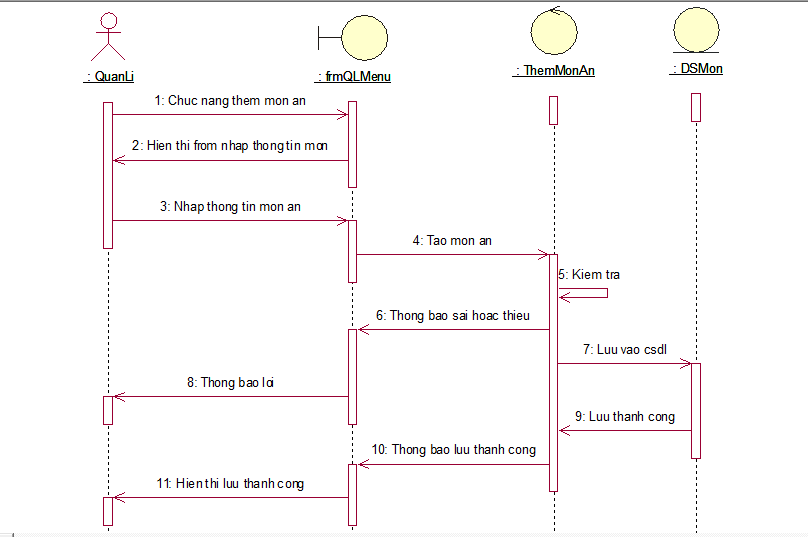 : QuanLi
: frmQLMenu
: ThemMonAn
: DSMon
1: Chuc nang them mon an
2: Hien thi from nhap thong tin mon
3: Nhap thong tin mon an
4: Tao mon an
5: Kiem tra
6: Thong bao sai hoac thieu
7: Luu vao csdl
8: Thong bao loi
9: Luu thanh cong
10: Thong bao luu thanh cong
11: Hien thi luu thanh cong